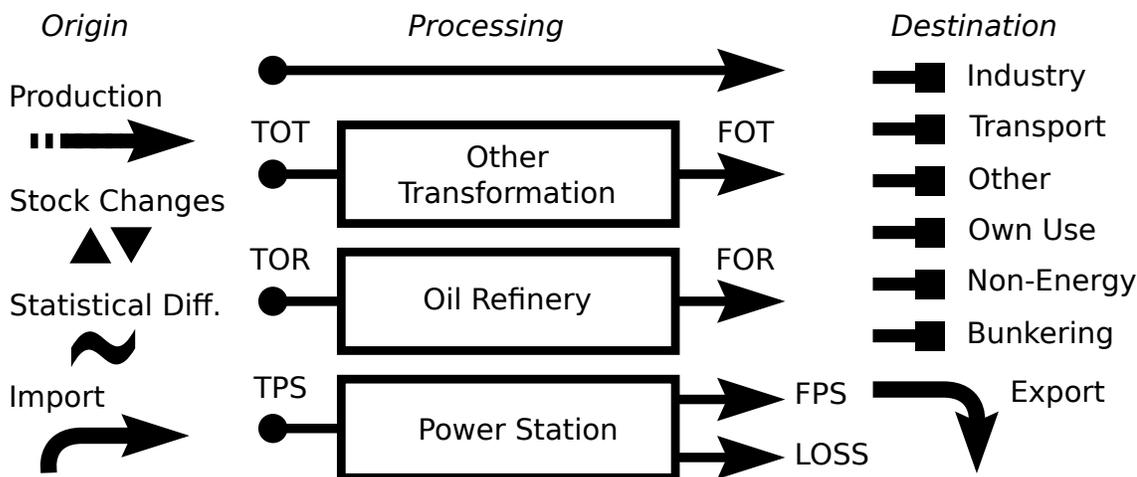 Origin
Processing
Destination
Production
Stock Changes
Statistical Diff.
Import
TOT
Other
Transformation
FOT
TOR
Oil Refinery
FOR
TPS
Power Station
FPS
LOSS
Industry
Transport
Other
Own Use
Non-Energy
Bunkering
Export